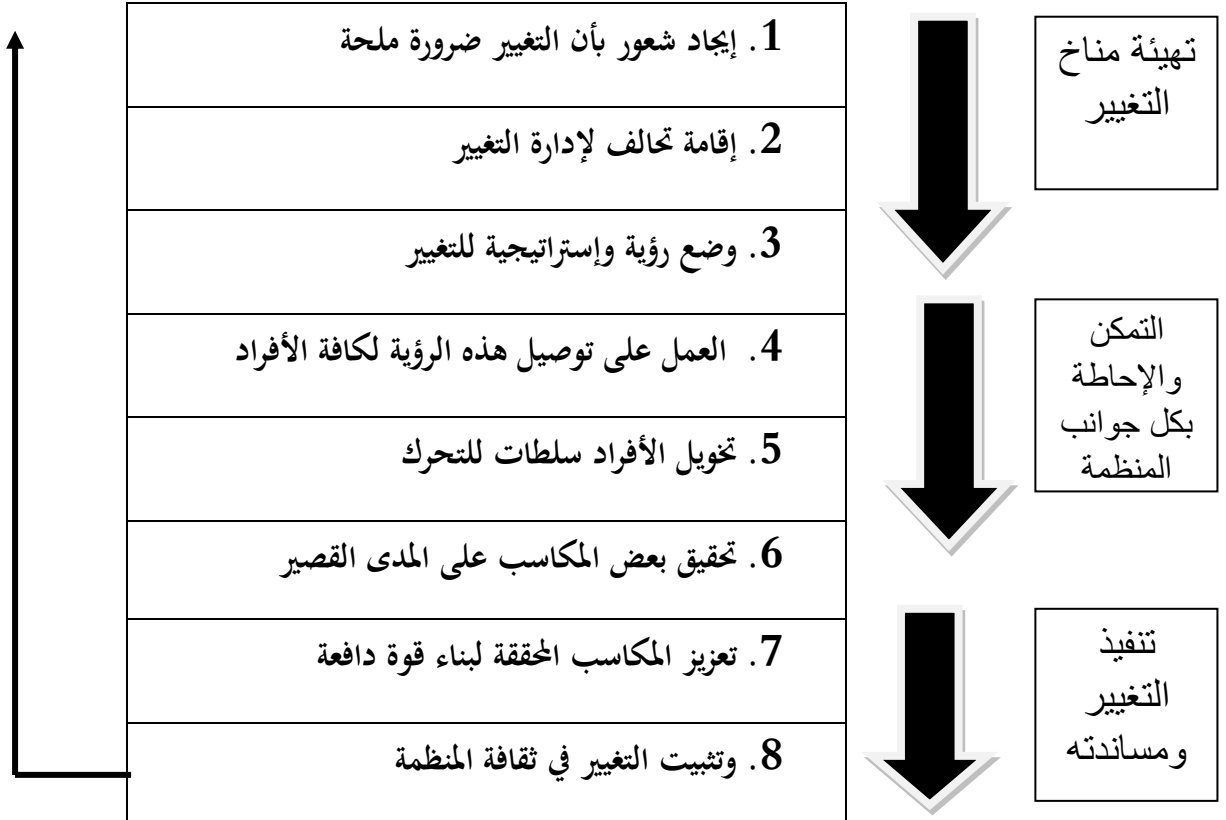 تهيئة مناخ
التغيير
1. إيجاد شعور بأن التغيير ضرورة ملحة
2. إقامة تحالف لإدارة التغيير
3. وضع رؤية وإستراتيجية للتغيير
التمكن
والإحاطة
بكل جوانب
المنظمة
4. العمل على توصيل هذه الرؤية لكافة الأفراد
5. تخويل الأفراد سلطات للتحرك
6. تحقيق بعض المكاسب على المدى القصير
تنفيذ
التغيير
ومساندته
7. تعزيز المكاسب المحققة لبناء قوة دافعة
8. وتثبيت التغيير في ثقافة المنظمة